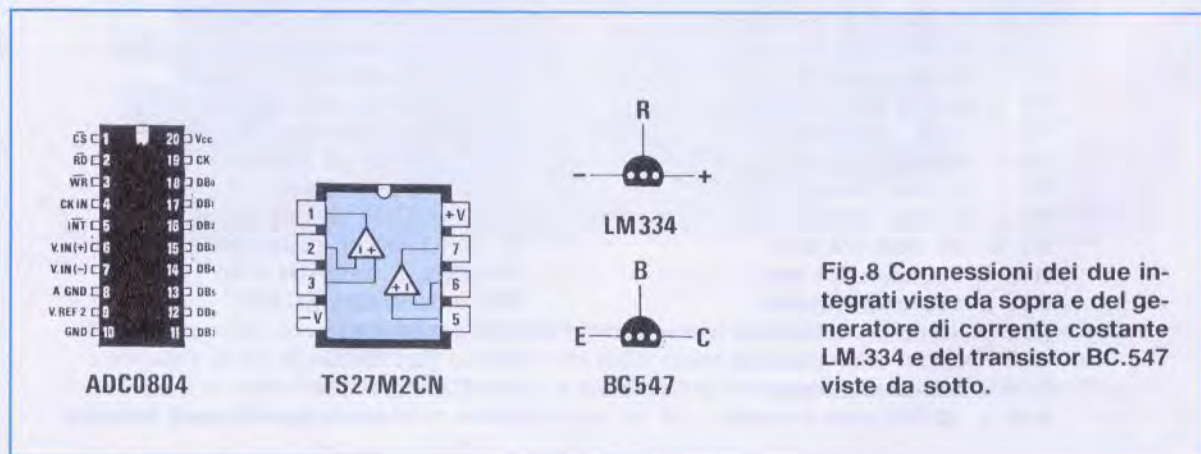 CS 1 20 Vcc
RD 2 19 CK
WR 3 18 DB0
CK IN 4 17 DB1
INT 5 16 DB2
V.IN(+) 6 15 DB3
V.IN(–) 7 14 DB4
A GND 8 13 DB5
V.REF 2 9 12 DB6
GND 10 11 DB7
ADC0804
1 +V
2 7
3 6
–V 5
TS27M2CN
R
– +
LM334
B
E C
BC547
Fig.8 Connessioni dei due in-
tegrati viste da sopra e del ge-
neratore di corrente costante
LM.334 e del transistor BC.547
viste da sotto.